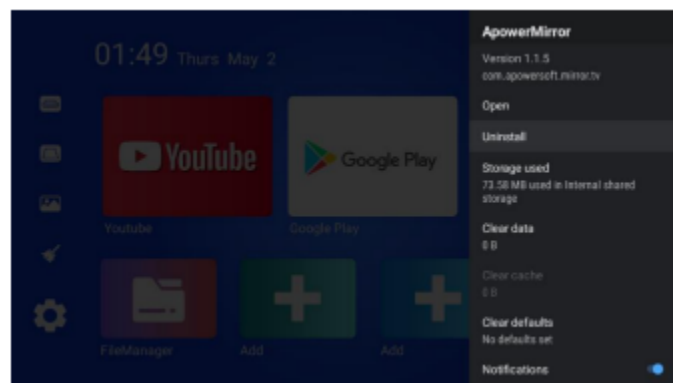 01:49 Thurs May 2
YouTube
Google Play
Youtube
Google Play
FileManager
Add
Add
ApowerMirror
Version 1.1.5
com.apowersoft.mirror.tv
Open
Uninstall
Storage used
73.58 MB used in Internal shared
storage
Clear data
0 B
Clear cache
0 B
Clear defaults
No defaults set
Notifications